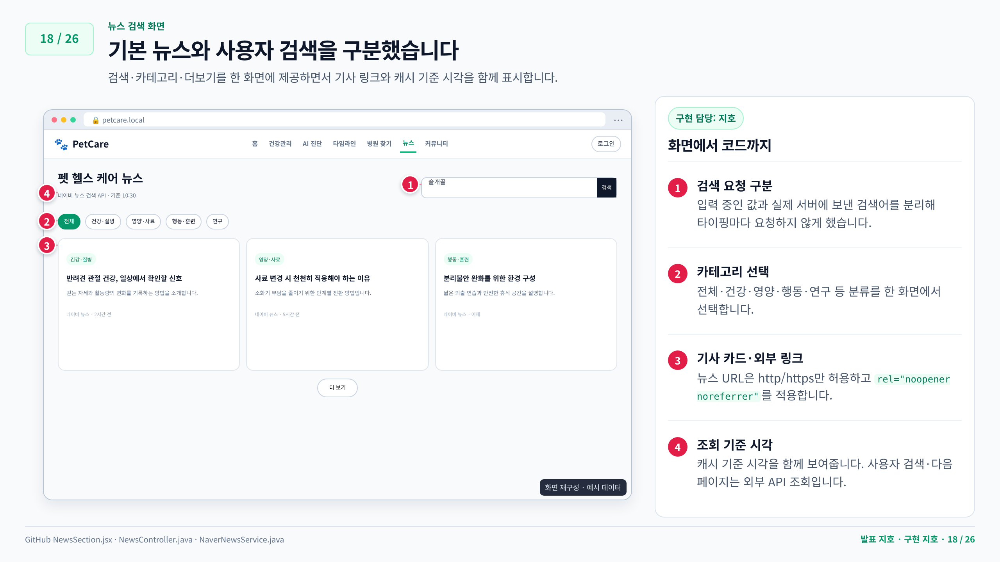 18 / 26
뉴스 검색 화면
기본 뉴스와 사용자 검색을 구분했습니다
검색·카테고리·더보기를 한 화면에 제공하면서 기사 링크와 캐시 기준 시각을 함께 표시합니다.
petcare.local
...
PetCare
홈 건강관리 AI 진단 타임라인 병원 찾기 뉴스 커뮤니티
로그인
펫 헬스 케어 뉴스
4
네이버 뉴스 검색 API · 기준 10:30
1
슬개골
검색
2
전체 건강·질병 영양·사료 행동·훈련 연구
3
건강·질병
반려견 관절 건강, 일상에서 확인할 신호
걷는 자세와 활동량의 변화를 기록하는 방법을 소개합니다.
네이버 뉴스 · 2시간 전
영양·사료
사료 변경 시 천천히 적응해야 하는 이유
소화기 부담을 줄이기 위한 단계별 전환 방법입니다.
네이버 뉴스 · 5시간 전
행동·훈련
분리불안 완화를 위한 환경 구성
짧은 외출 연습과 안전한 휴식 공간을 설명합니다.
네이버 뉴스 · 어제
더 보기
화면 재구성 · 예시 데이터
구현 담당: 지호
화면에서 코드까지
1
검색 요청 구분
입력 중인 값과 실제 서버에 보낸 검색어를 분리해
타이핑마다 요청하지 않게 했습니다.
2
카테고리 선택
전체·건강·영양·행동·연구 등 분류를 한 화면에서
선택합니다.
3
기사 카드·외부 링크
뉴스 URL은 http/https만 허용하고 rel="noopener
noreferrer"를 적용합니다.
4
조회 기준 시각
캐시 기준 시각을 함께 보여줍니다. 사용자 검색·다음
페이지는 외부 API 조회입니다.
GitHub NewsSection.jsx · NewsController.java · NaverNewsService.java
발표 지호 · 구현 지호 · 18 / 26